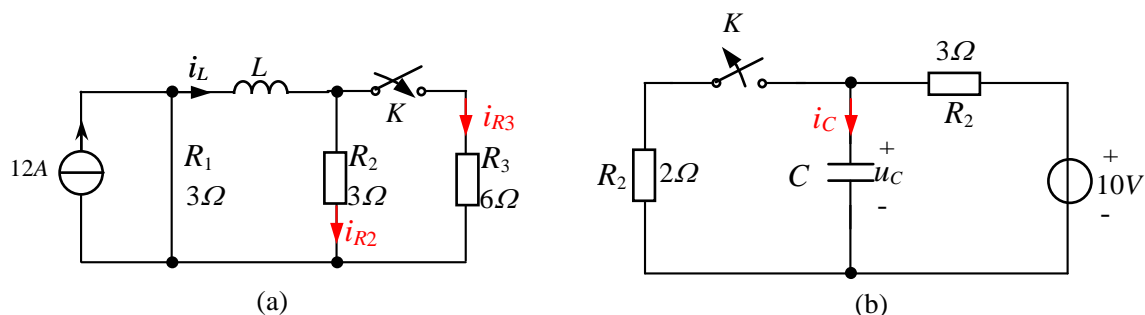 12A
i_L
L
R_1
3Ω
R_2
3Ω
i_R2
K
i_R3
R_3
6Ω
(a)
K
R_2
2Ω
i_C
C
+
u_C
-
3Ω
R_2
+
10V
-
(b)